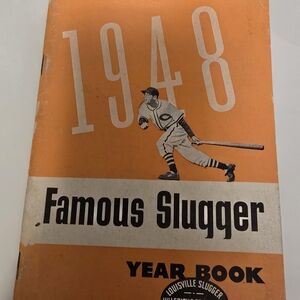 1948
C
Famous Slugger
YEAR BOOK
LOUISVILLE SLUGGER